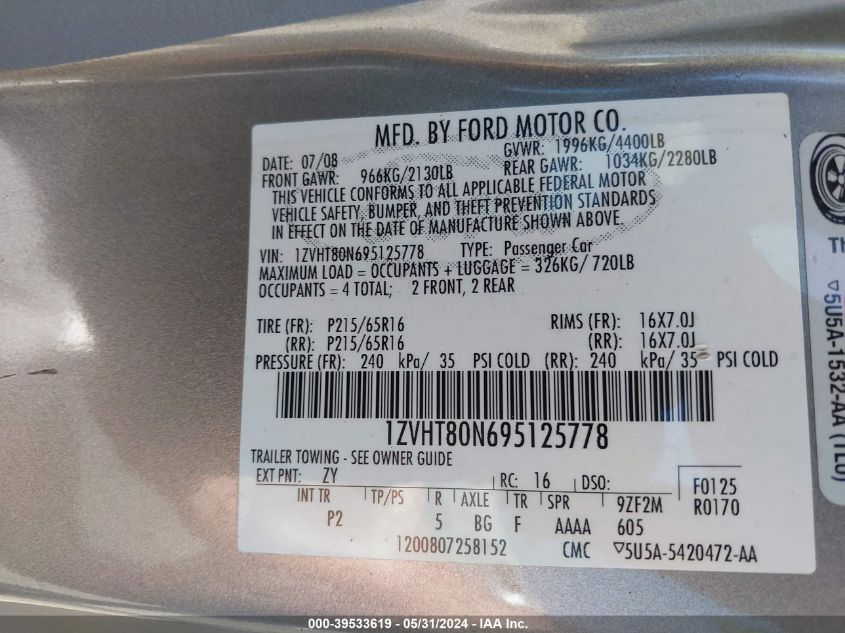 MFD. BY FORD MOTOR CO.
DATE: 07/08 GVWR: 1996KG/4400LB
FRONT GAWR: 966KG/2130LB REAR GAWR: 1034KG/2280LB
THIS VEHICLE CONFORMS TO ALL APPLICABLE FEDERAL MOTOR
VEHICLE SAFETY, BUMPER, AND THEFT PREVENTION STANDARDS
IN EFFECT ON THE DATE OF MANUFACTURE SHOWN ABOVE.
VIN: 1ZVHT80N695125778 TYPE: Passenger Car
MAXIMUM LOAD = OCCUPANTS + LUGGAGE = 326KG/ 720LB
OCCUPANTS = 4 TOTAL; 2 FRONT, 2 REAR
TIRE (FR): P215/65R16 RIMS (FR): 16X7.0J
(RR): P215/65R16 (RR): 16X7.0J
PRESSURE (FR): 240 kPa/ 35 PSI COLD (RR): 240 kPa/ 35 PSI COLD
1ZVHT80N695125778
TRAILER TOWING - SEE OWNER GUIDE
EXT PNT: ZY RC: 16 DSO: F0125
INT TR TP/PS R AXLE TR SPR 9ZF2M R0170
P2 5 BG F AAAA 605
1200807258152 CMC ▽5U5A-5420472-AA
Th
▽5U5A-1532-AA (TL0)
000-39533619 - 05/31/2024 - IAA Inc.